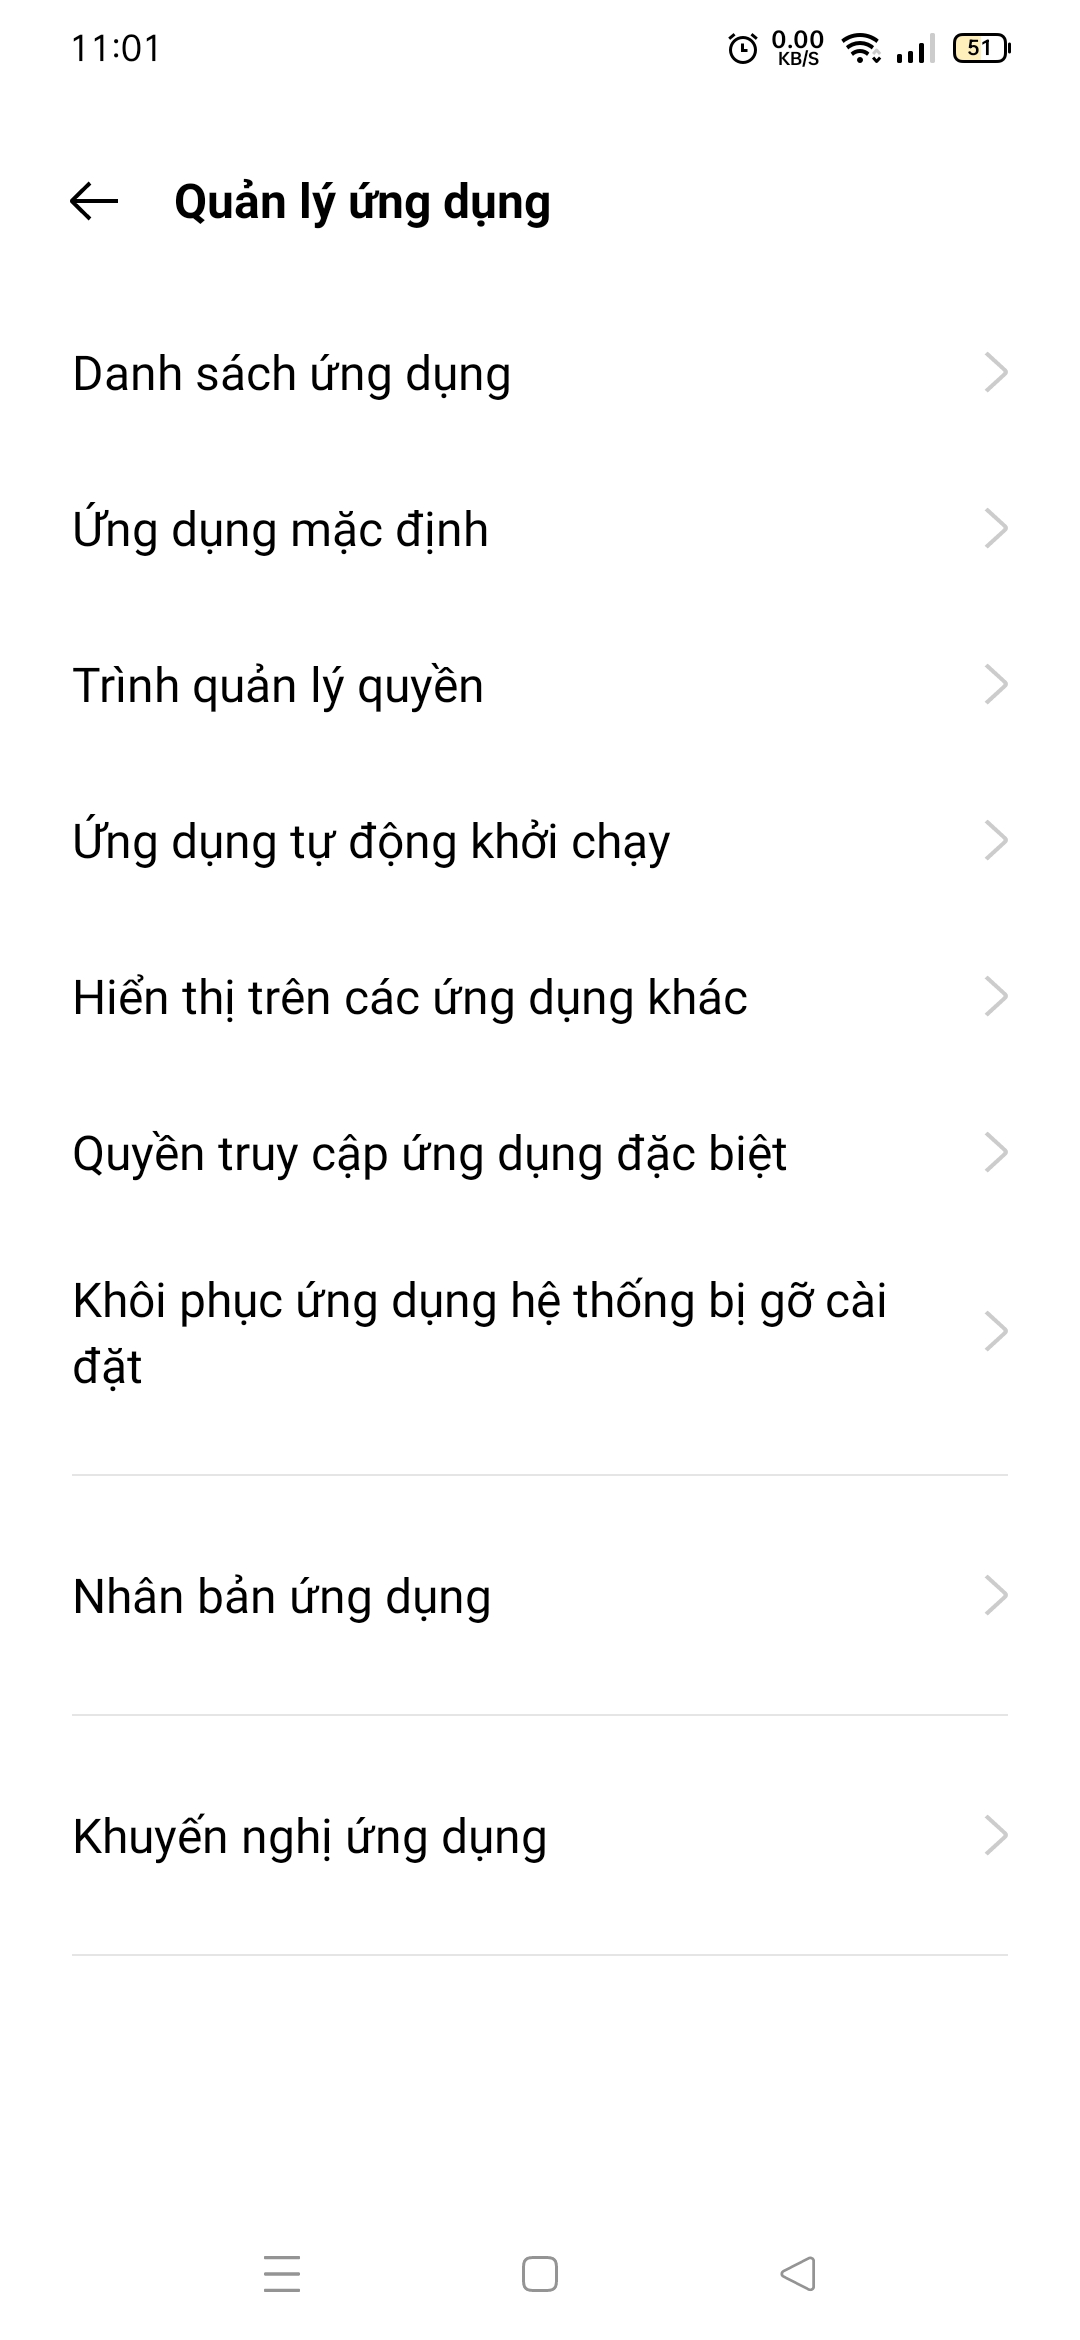 11:01
0.00
KB/S
51
Quản lý ứng dụng
Danh sách ứng dụng
Ứng dụng mặc định
Trình quản lý quyền
Ứng dụng tự động khởi chạy
Hiển thị trên các ứng dụng khác
Quyền truy cập ứng dụng đặc biệt
Khôi phục ứng dụng hệ thống bị gỡ cài
đặt
Nhân bản ứng dụng
Khuyến nghị ứng dụng